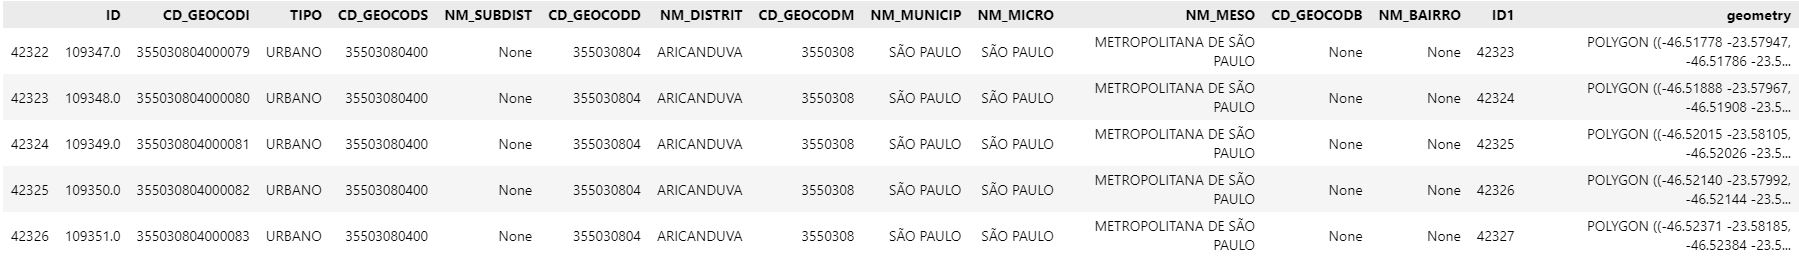 ID CD_GEOCODI TIPO CD_GEOCODS NM_SUBDIST CD_GEOCODD NM_DISTRIT CD_GEOCODM NM_MUNICIP NM_MICRO NM_MESO CD_GEOCODB NM_BAIRRO ID1 geometry
42322 109347.0 355030804000079 URBANO 35503080400 None 355030804 ARICANDUVA 3550308 SÃO PAULO SÃO PAULO METROPOLITANA DE SÃO PAULO None None 42323 POLYGON ((-46.51778 -23.57947, -46.51786 -23.5...
42323 109348.0 355030804000080 URBANO 35503080400 None 355030804 ARICANDUVA 3550308 SÃO PAULO SÃO PAULO METROPOLITANA DE SÃO PAULO None None 42324 POLYGON ((-46.51888 -23.57967, -46.51908 -23.5...
42324 109349.0 355030804000081 URBANO 35503080400 None 355030804 ARICANDUVA 3550308 SÃO PAULO SÃO PAULO METROPOLITANA DE SÃO PAULO None None 42325 POLYGON ((-46.52015 -23.58105, -46.52026 -23.5...
42325 109350.0 355030804000082 URBANO 35503080400 None 355030804 ARICANDUVA 3550308 SÃO PAULO SÃO PAULO METROPOLITANA DE SÃO PAULO None None 42326 POLYGON ((-46.52140 -23.57992, -46.52144 -23.5...
42326 109351.0 355030804000083 URBANO 35503080400 None 355030804 ARICANDUVA 3550308 SÃO PAULO SÃO PAULO METROPOLITANA DE SÃO PAULO None None 42327 POLYGON ((-46.52371 -23.58185, -46.52384 -23.5...